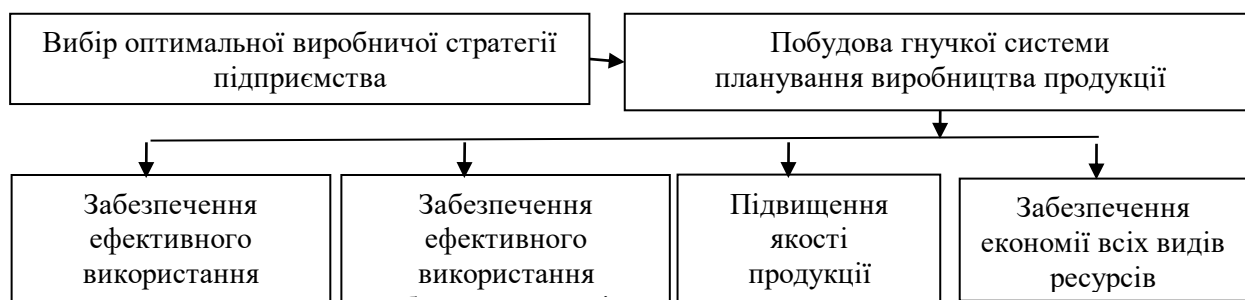 Вибір оптимальної виробничої стратегії
підприємства
Побудова гнучкої системи
планування виробництва продукції
Забезпечення
ефективного
використання
Забезпечення
ефективного
використання
Підвищення
якості
продукції
Забезпечення
економії всіх видів
ресурсів